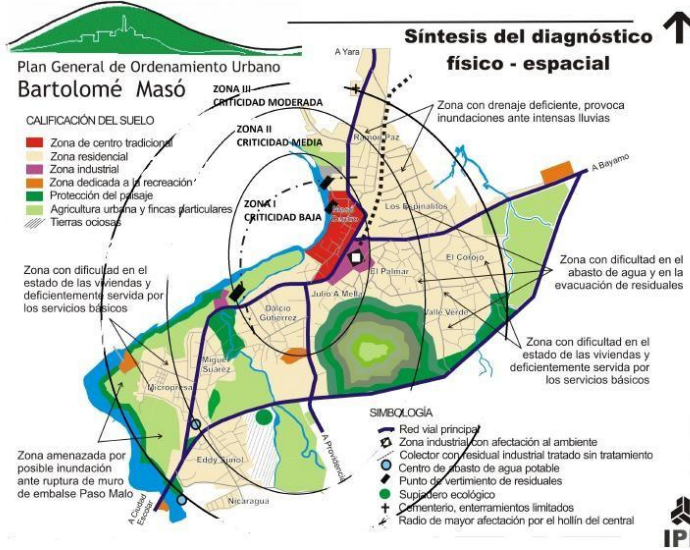 Síntesis del diagnóstico
físico - espacial
Plan General de Ordenamiento Urbano
Bartolomé Masó
CALIFICACIÓN DEL SUELO
Zona de centro tradicional
Zona residencial
Zona industrial
Zona dedicada a la recreación
Protección del paisaje
Agricultura urbana y fincas particulares
Tierras ociosas
A Yara
ZONA III
CRITICIDAD MODERADA
ZONA II
CRITICIDAD MEDIA
ZONA I
CRITICIDAD BAJA
Zona con drenaje deficiente, provoca
inundaciones ante intensas lluvias
Ramon Paz
A Bayamo
Masó
Centro
Los Espinalitos
El Corojo
El Palmar
Zona con dificultad en el
abasto de agua y en la
evacuación de residuales
Zona con dificultad en el
estado de las viviendas y
deficientemente servida por
los servicios básicos
Julio A Mella
Dalcio
Gutierrez
Valle Verde
Zona con dificultad en el
estado de las viviendas y
deficientemente servida por
los servicios básicos
Miguel
Suarez
Micropresa
Zona amenazada por
posible inundación
ante ruptura de muro
de embalse Paso Malo
Eddy Suñol
Nicaragua
A Providencia
A Ciudad
Escolar
SIMBOLOGÍA
Red vial principal
Zona industrial con afectación al ambiente
Colector con residual industrial tratado sin tratamiento
Centro de abasto de agua potable
Punto de vertimiento de residuales
Supiadero ecológico
Cementerio, enterramientos limitados
Radio de mayor afectación por el hollín del central
IP